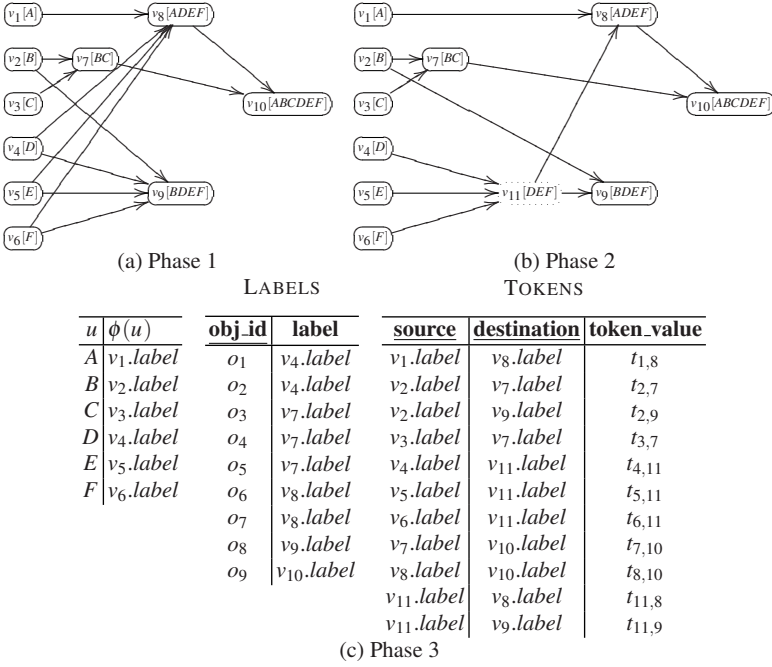 v1[A] v8[ADEF]
v2[B] v7[BC]
v3[C] v10[ABCDEF]
v4[D]
v5[E] v9[BDEF]
v6[F]
(a) Phase 1
v1[A] v8[ADEF]
v2[B] v7[BC]
v3[C] v10[ABCDEF]
v4[D]
v5[E] v11[DEF] v9[BDEF]
v6[F]
(b) Phase 2
LABELS TOKENS
u ϕ(u)
A v1.label
B v2.label
C v3.label
D v4.label
E v5.label
F v6.label
obj_id label
o1 v4.label
o2 v4.label
o3 v7.label
o4 v7.label
o5 v7.label
o6 v8.label
o7 v8.label
o8 v9.label
o9 v10.label
source destination token_value
v1.label v8.label t1,8
v2.label v7.label t2,7
v2.label v9.label t2,9
v3.label v7.label t3,7
v4.label v11.label t4,11
v5.label v11.label t5,11
v6.label v11.label t6,11
v7.label v10.label t7,10
v8.label v10.label t8,10
v11.label v8.label t11,8
v11.label v9.label t11,9
(c) Phase 3